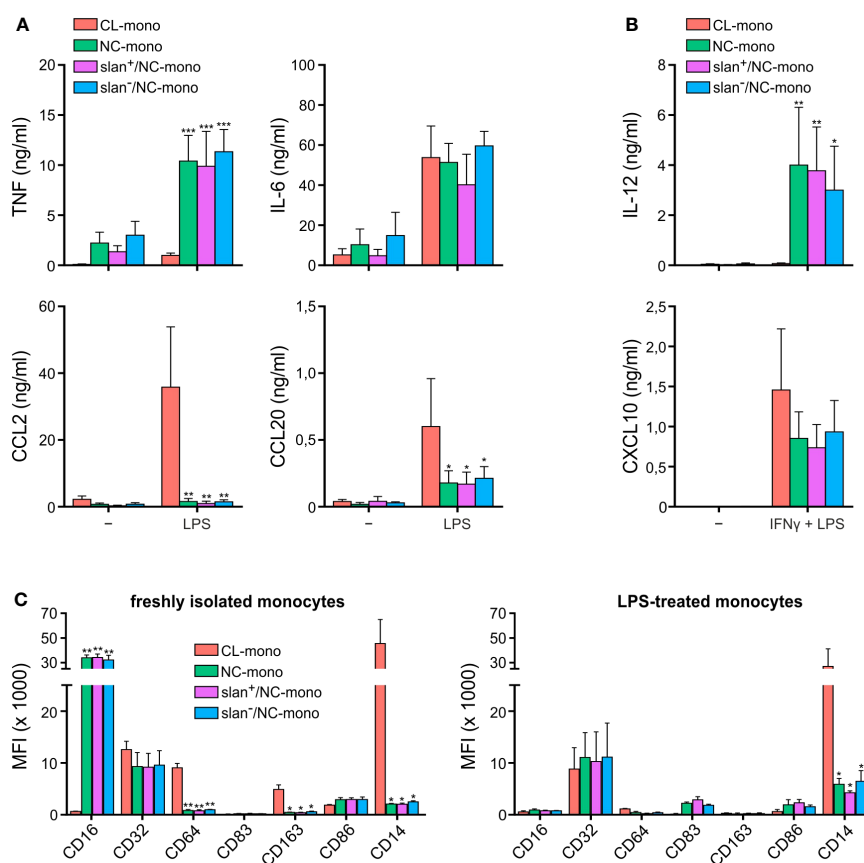 A
CL-mono
NC-mono
slan+/NC-mono
slan−/NC-mono
TNF (ng/ml)
20
15
10
5
0
*** *** ***
IL-6 (ng/ml)
100
80
60
40
20
0
B
CL-mono
NC-mono
slan+/NC-mono
slan−/NC-mono
IL-12 (ng/ml)
8
6
4
2
0
** ** *
CCL2 (ng/ml)
60
40
20
0
** ** **
– LPS
CCL20 (ng/ml)
1,5
1,0
0,5
0
* * *
– LPS
CXCL10 (ng/ml)
2,5
2,0
1,5
1,0
0,5
0
– IFNγ + LPS
C
freshly isolated monocytes
MFI (x 1000)
70
50
30
20
10
0
CL-mono
NC-mono
slan+/NC-mono
slan−/NC-mono
** ** **
** ** **
* * *
* * *
CD16 CD32 CD64 CD83 CD163 CD86 CD14
LPS-treated monocytes
MFI (x 1000)
70
50
30
20
10
0
* * *
CD16 CD32 CD64 CD83 CD163 CD86 CD14